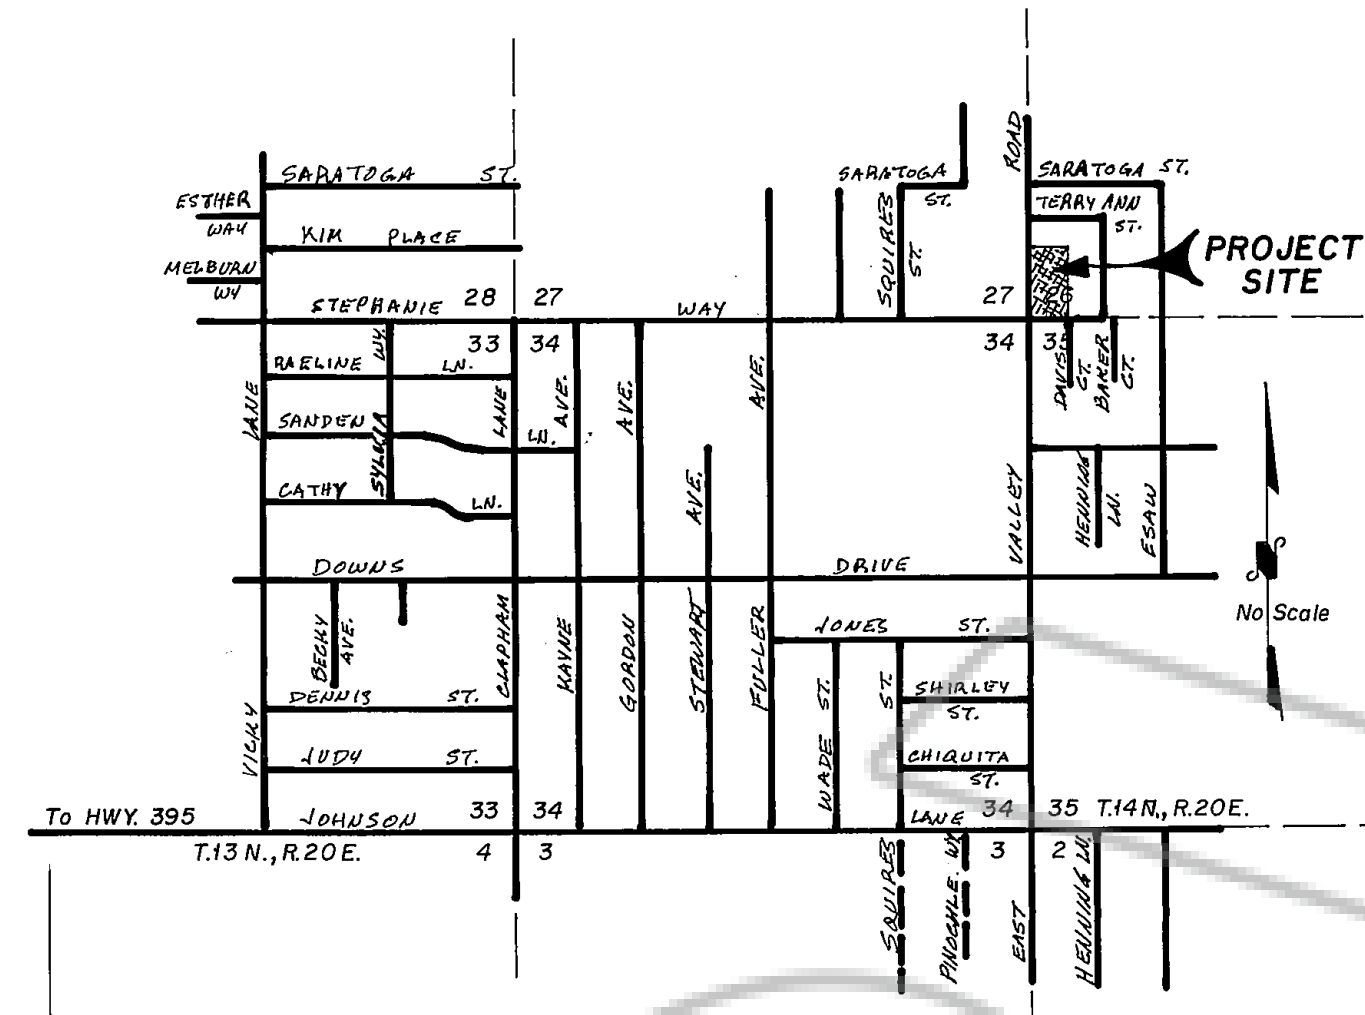 SARATOGA ST.
ESTHER
WAY
KIM PLACE
MELBURN
WY
STEPHANIE WAY
28 27
33 34
RAELINE LN.
SANDEN LN.
CATHY LN.
SYLVIA WY.
DOWNS DRIVE
BECKY
AVE.
DENNIS ST.
JUDY ST.
VICKY LANE
CLAPHAM LANE
KAYNE AVE.
GORDON AVE.
STEWART AVE.
FULLER AVE.
SARATOGA
ST.
SQUIRES
ST.
27
34
EAST VALLEY ROAD
SARATOGA ST.
TERRY ANN
ST.
PROJECT
SITE
26
35
DAVIS
CT.
BAKER
CT.
HENNING
LN.
ESAW
No Scale
JONES ST.
WADE ST.
SQUIRES ST.
SHIRLEY
ST.
CHIQUITA
ST.
To HWY. 395
JOHNSON LANE
33 34
34 35 T.14N., R.20E.
T.13 N., R.20E.
4 3
3 2
PINOCHLE. WY
HENNING LN.